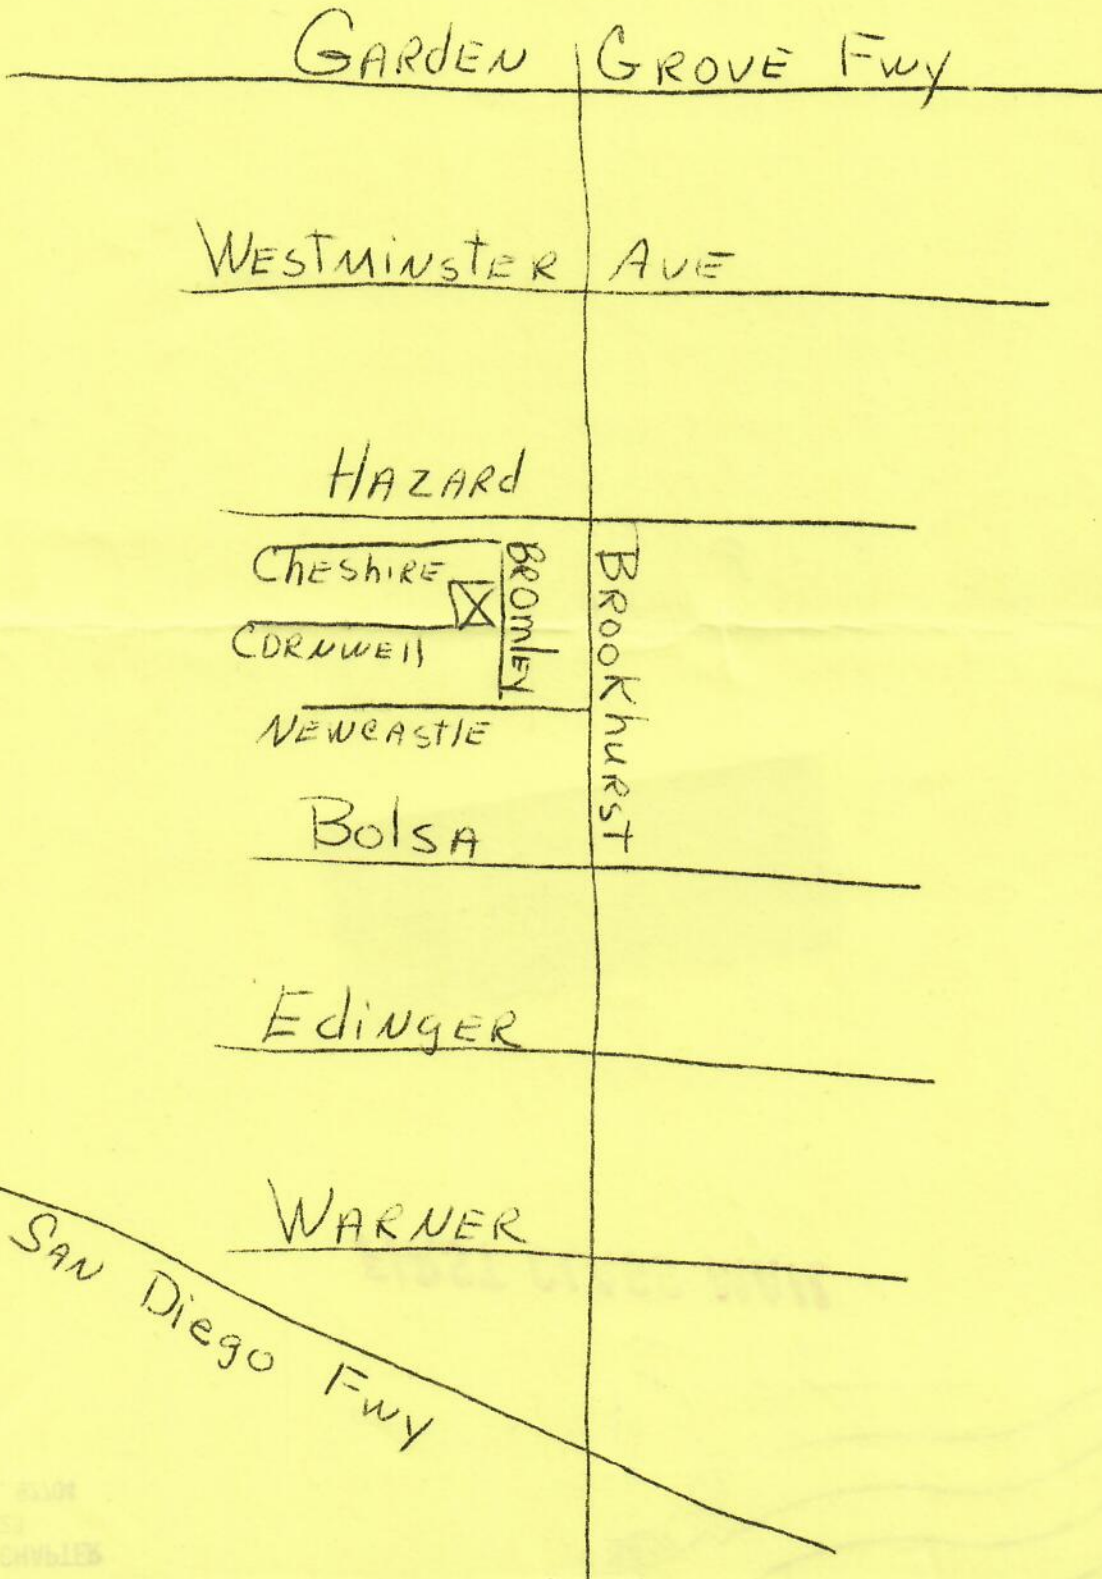 GARdEN GROVE Fwy
WESTMiNstER AVE
HAZARd
ChEshiRE
BROmlEy
BROOKhURST
CORNWEll
NEWCAStlE
BolsA
EdiNgER
WARNER
SAN DiEgo Fwy